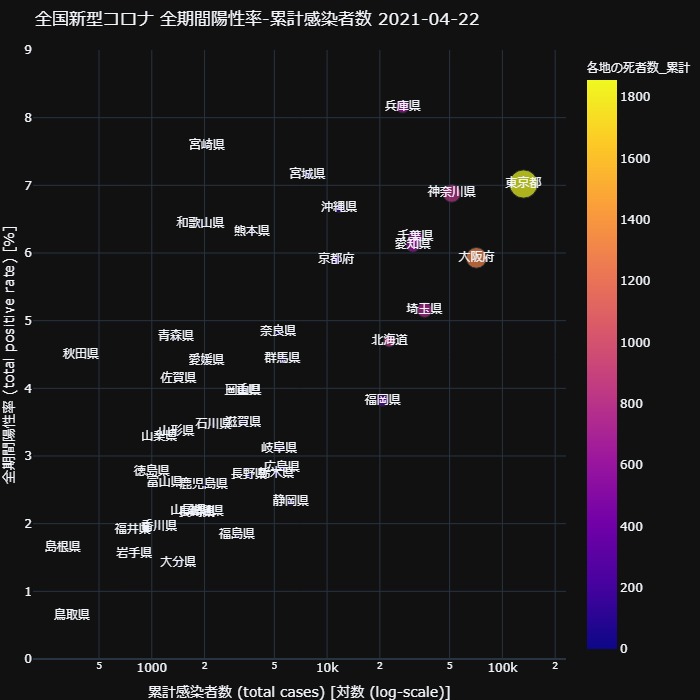 全国新型コロナ 全期間陽性率-累計感染者数 2021-04-22
各地の死者数_累計
9
8
7
6
5
4
3
2
1
0
全期間陽性率 (total positive rate) [%]
兵庫県
宮崎県
宮城県
東京都
神奈川県
沖縄県
和歌山県
熊本県
千葉県
愛知県
京都府
大阪府
埼玉県
奈良県
青森県
北海道
秋田県
群馬県
愛媛県
佐賀県
福岡県
滋賀県
石川県
山形県
山梨県
岐阜県
広島県
栃木県
長野県
徳島県
富山県
鹿児島県
静岡県
香川県
福井県
福島県
島根県
岩手県
大分県
鳥取県
5
1000
2
5
10k
2
5
100k
2
累計感染者数 (total cases) [対数 (log-scale)]
1800
1600
1400
1200
1000
800
600
400
200
0